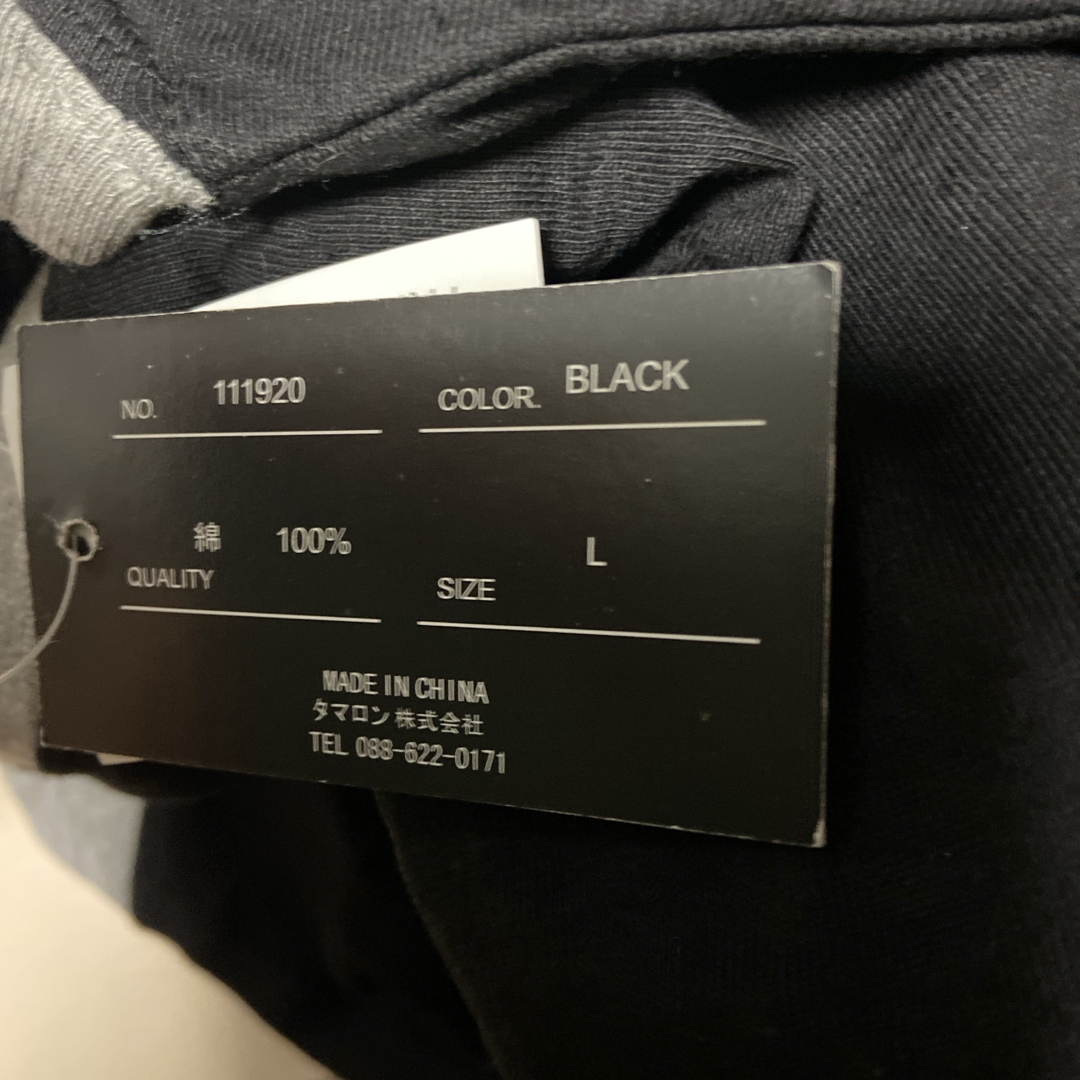 NO. 111920
COLOR. BLACK
綿 100%
QUALITY
L
SIZE
MADE IN CHINA
タマロン株式会社
TEL 088-622-0171